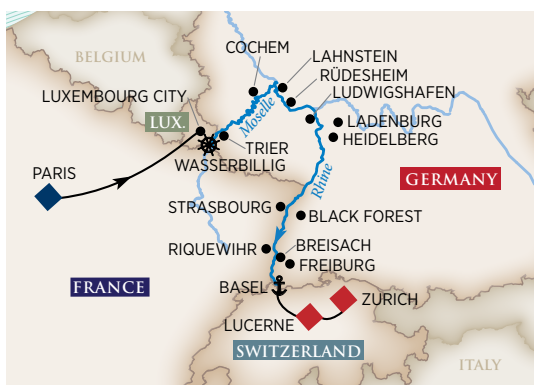 BELGIUM
COCHEM
LAHNSTEIN
RÜDESHEIM
LUDWIGSHAFEN
LUXEMBOURG CITY
LUX.
Moselle
LADENBURG
TRIER
HEIDELBERG
WASSERBILLIG
PARIS
Rhine
GERMANY
STRASBOURG
BLACK FOREST
RIQUEWIHR
BREISACH
FREIBURG
FRANCE
BASEL
ZURICH
LUCERNE
SWITZERLAND
ITALY